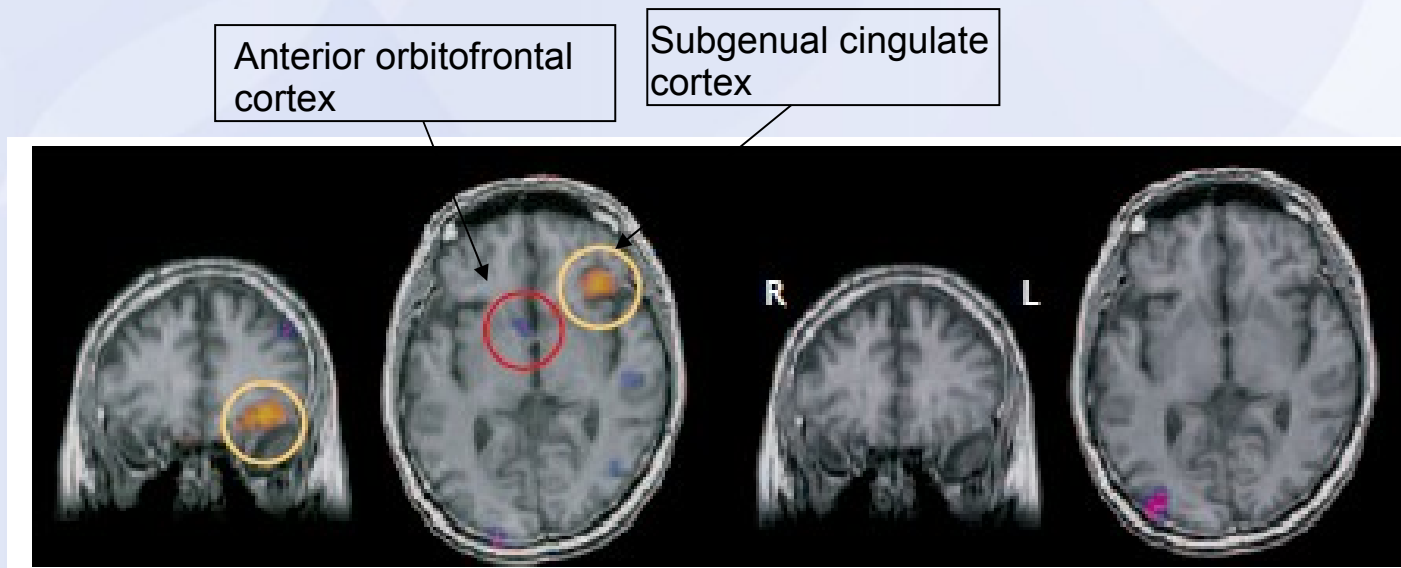 Anterior orbitofrontal
cortex
Subgenual cingulate
cortex
R
L